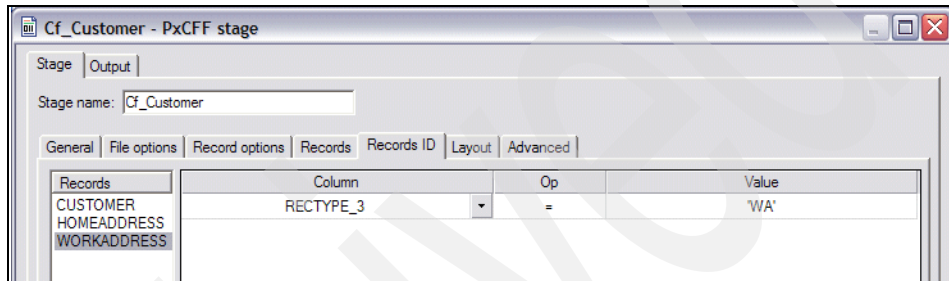 Cf_Customer - PxCFF stage
Stage Output
Stage name: Cf_Customer
General File options Record options Records Records ID Layout Advanced
Records Column Op Value
CUSTOMER RECTYPE_3 = 'WA'
HOMEADDRESS
WORKADDRESS